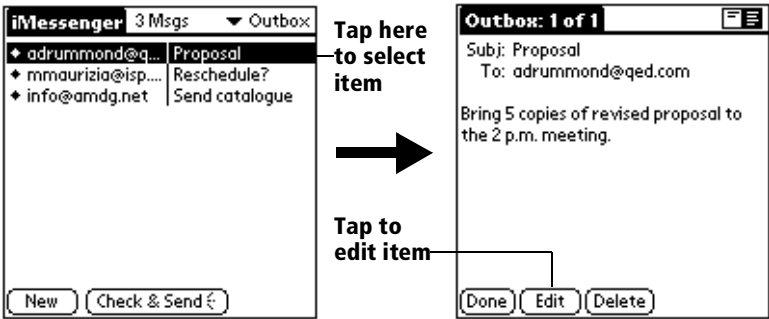 iMessenger 3 Msgs Outbox
adrummond@q... Proposal
mmaurizia@isp.... Reschedule?
info@amdg.net Send catalogue
New Check & Send
Tap here
to select
item
Tap to
edit item
Outbox: 1 of 1
Subj: Proposal
To: adrummond@qed.com
Bring 5 copies of revised proposal to
the 2 p.m. meeting.
Done Edit Delete